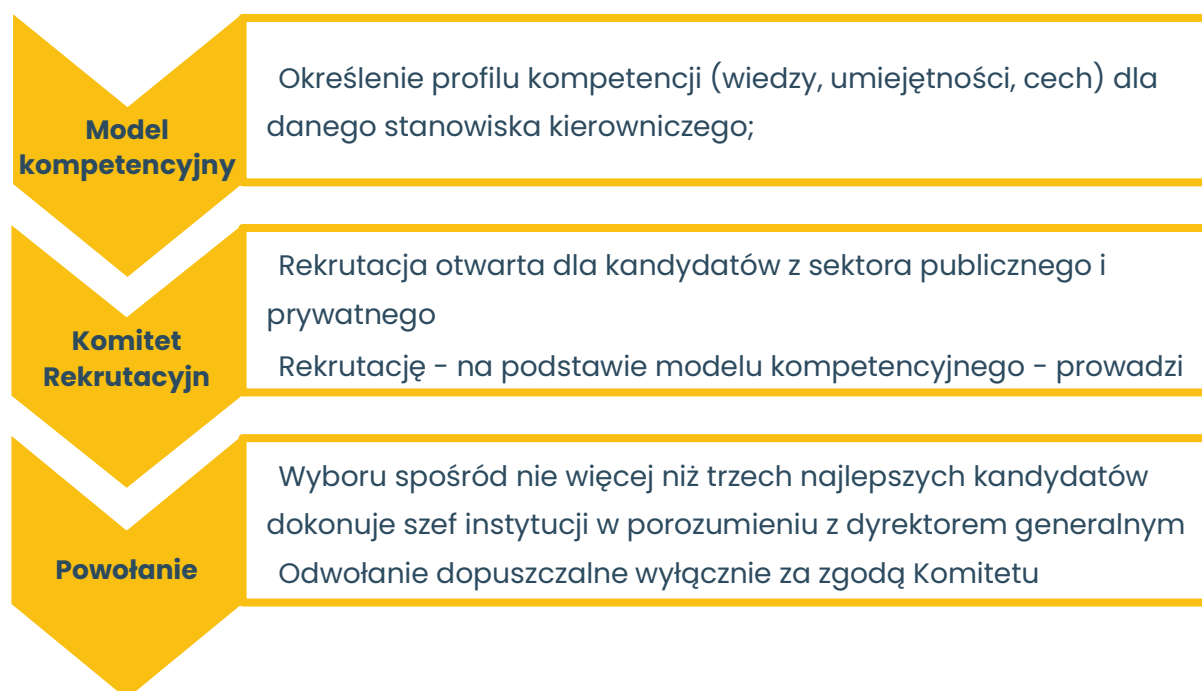 Model
kompetencyjny
Określenie profilu kompetencji (wiedzy, umiejętności, cech) dla
danego stanowiska kierowniczego;
Komitet
Rekrutacyjn
Rekrutacja otwarta dla kandydatów z sektora publicznego i
prywatnego
Rekrutację - na podstawie modelu kompetencyjnego - prowadzi
Powołanie
Wyboru spośród nie więcej niż trzech najlepszych kandydatów
dokonuje szef instytucji w porozumieniu z dyrektorem generalnym
Odwołanie dopuszczalne wyłącznie za zgodą Komitetu